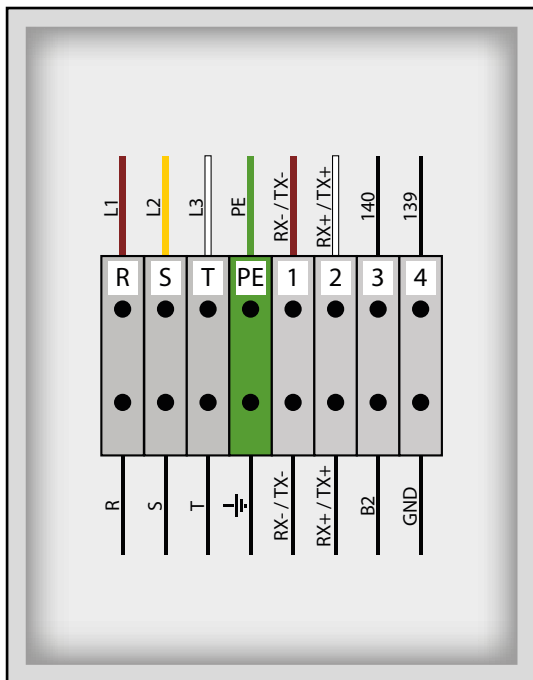 L1 L2 L3 PE RX- / TX- RX+ / TX+ 140 139
R S T PE 1 2 3 4
R S T RX- / TX- RX+ / TX+ B2 GND